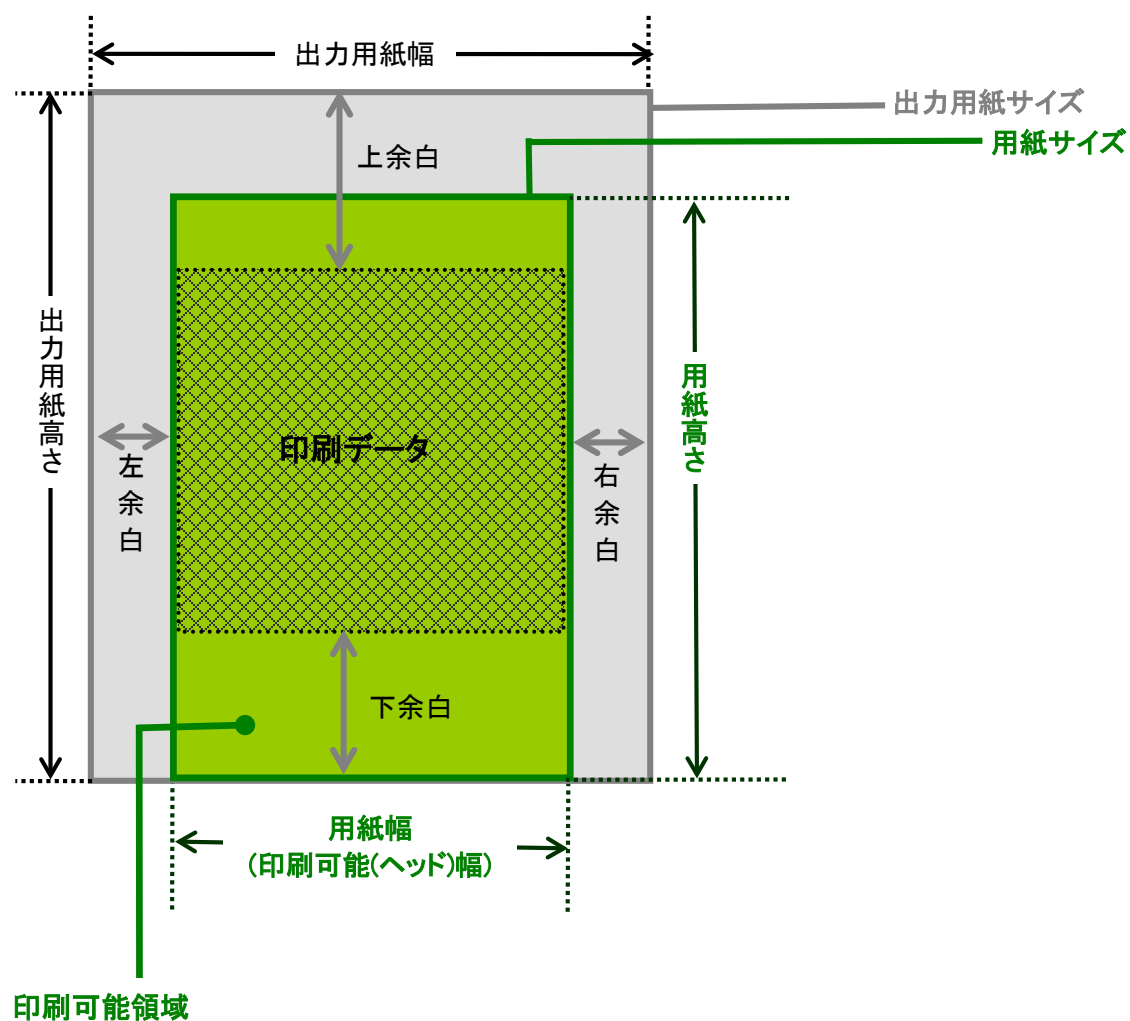 出力用紙幅
出力用紙サイズ
用紙サイズ
上余白
出力用紙高さ
用紙高さ
印刷データ
左余白
右余白
下余白
用紙幅
(印刷可能(ヘッド)幅)
印刷可能領域